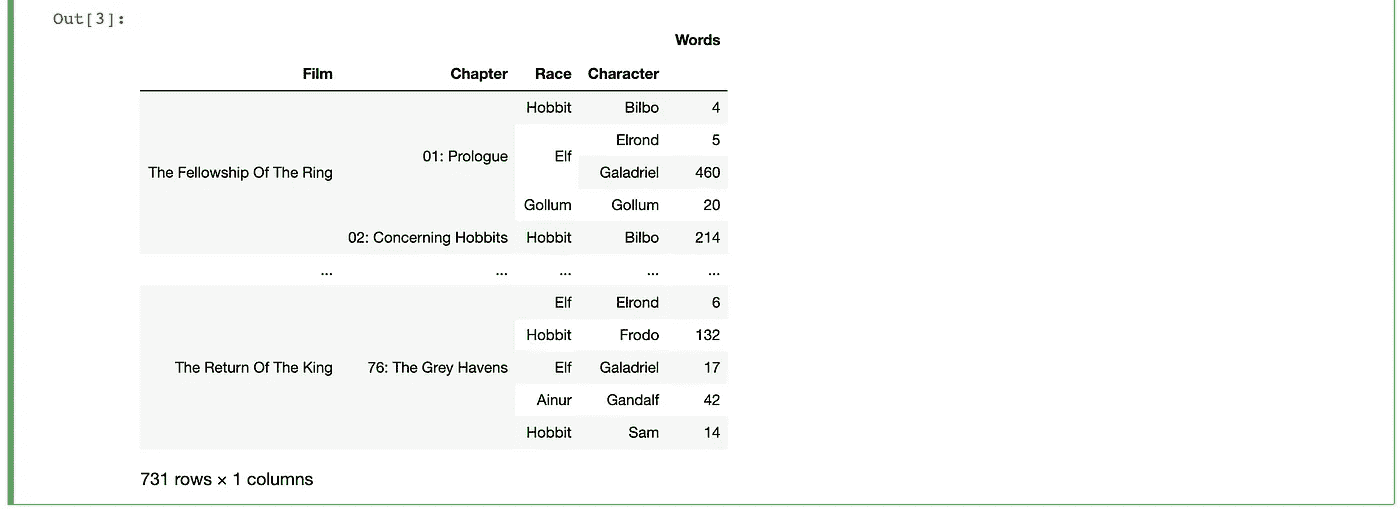 Out[3]:
Words
Film Chapter Race Character
Hobbit Bilbo 4
Elrond 5
01: Prologue Elf
The Fellowship Of The Ring Galadriel 460
Gollum Gollum 20
02: Concerning Hobbits Hobbit Bilbo 214
... ... ... ... ...
Elf Elrond 6
Hobbit Frodo 132
The Return Of The King 76: The Grey Havens Elf Galadriel 17
Ainur Gandalf 42
Hobbit Sam 14
731 rows × 1 columns